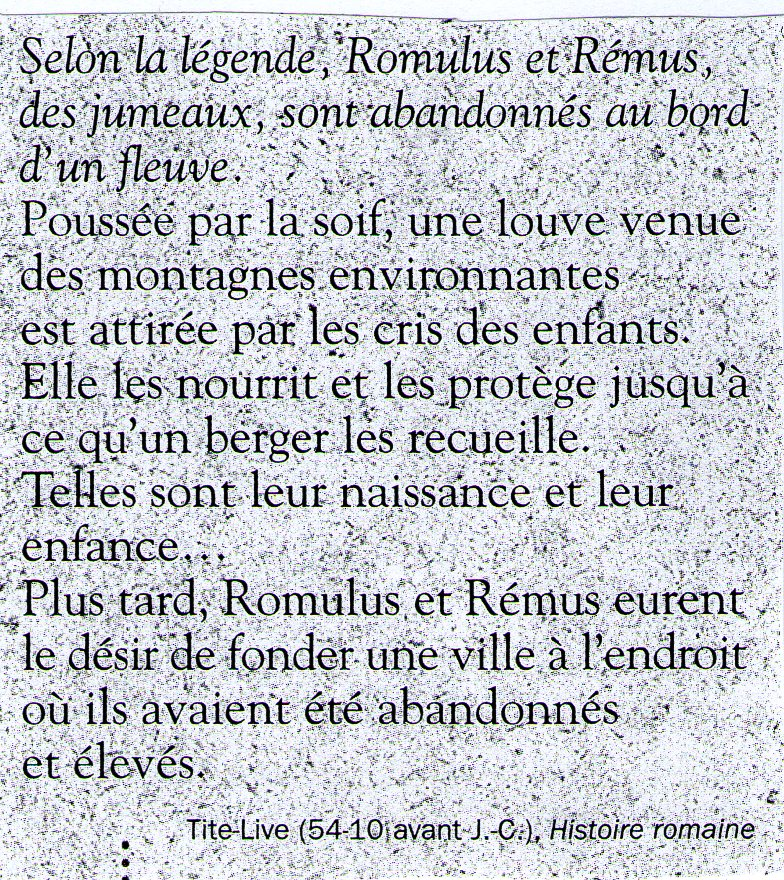 Selon la légende, Romulus et Rémus,
des jumeaux, sont abandonnés au bord
d'un fleuve.
Poussée par la soif, une louve venue
des montagnes environnantes
est attirée par les cris des enfants.
Elle les nourrit et les protège jusqu'à
ce qu'un berger les recueille.
Telles sont leur naissance et leur
enfance...
Plus tard, Romulus et Rémus eurent
le désir de fonder une ville à l'endroit
où ils avaient été abandonnés
et élevés.
Tite-Live (54-10 avant J.-C.), Histoire romaine